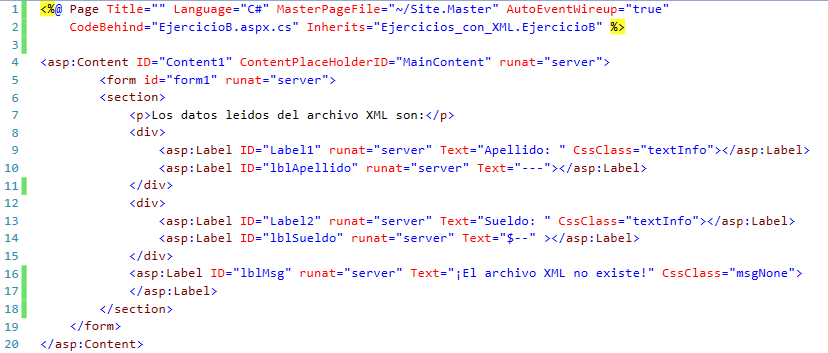 1 <%@ Page Title="" Language="C#" MasterPageFile="~/Site.Master" AutoEventWireup="true"
2 CodeBehind="EjercicioB.aspx.cs" Inherits="Ejercicios_con_XML.EjercicioB" %>
3
4 <asp:Content ID="Content1" ContentPlaceHolderID="MainContent" runat="server">
5 <form id="form1" runat="server">
6 <section>
7 <p>Los datos leidos del archivo XML son:</p>
8 <div>
9 <asp:Label ID="Label1" runat="server" Text="Apellido: " CssClass="textInfo"></asp:Label>
10 <asp:Label ID="lblApellido" runat="server" Text="---"></asp:Label>
11 </div>
12 <div>
13 <asp:Label ID="Label2" runat="server" Text="Sueldo: " CssClass="textInfo"></asp:Label>
14 <asp:Label ID="lblSueldo" runat="server" Text="$--" ></asp:Label>
15 </div>
16 <asp:Label ID="lblMsg" runat="server" Text="¡El archivo XML no existe!" CssClass="msgNone">
17 </asp:Label>
18 </section>
19 </form>
20 </asp:Content>